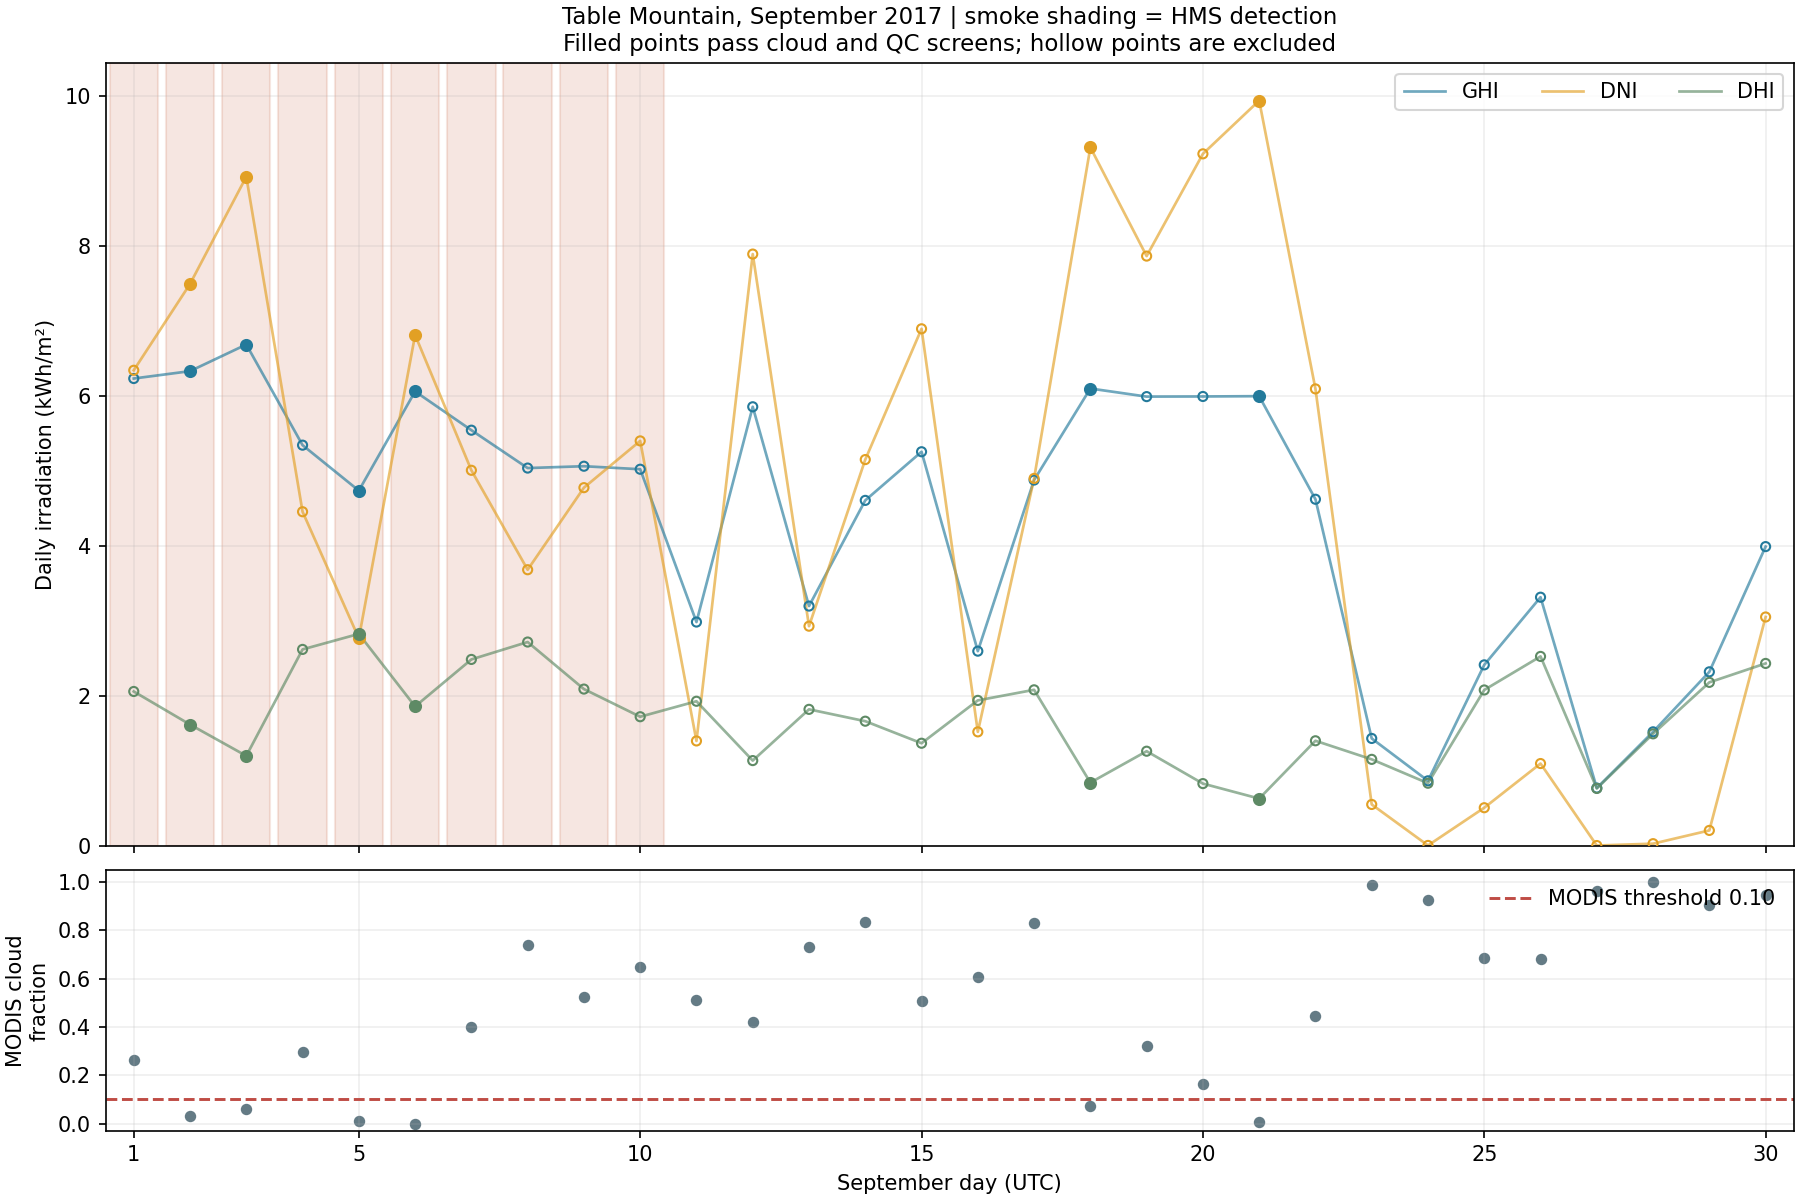 Table Mountain, September 2017 | smoke shading = HMS detection
Filled points pass cloud and QC screens; hollow points are excluded
GHI
DNI
DHI
10
8
6
4
2
0
Daily irradiation (kWh/m²)
MODIS threshold 0.10
1.0
0.8
0.6
0.4
0.2
0.0
MODIS cloud
fraction
1
5
10
15
20
25
30
September day (UTC)